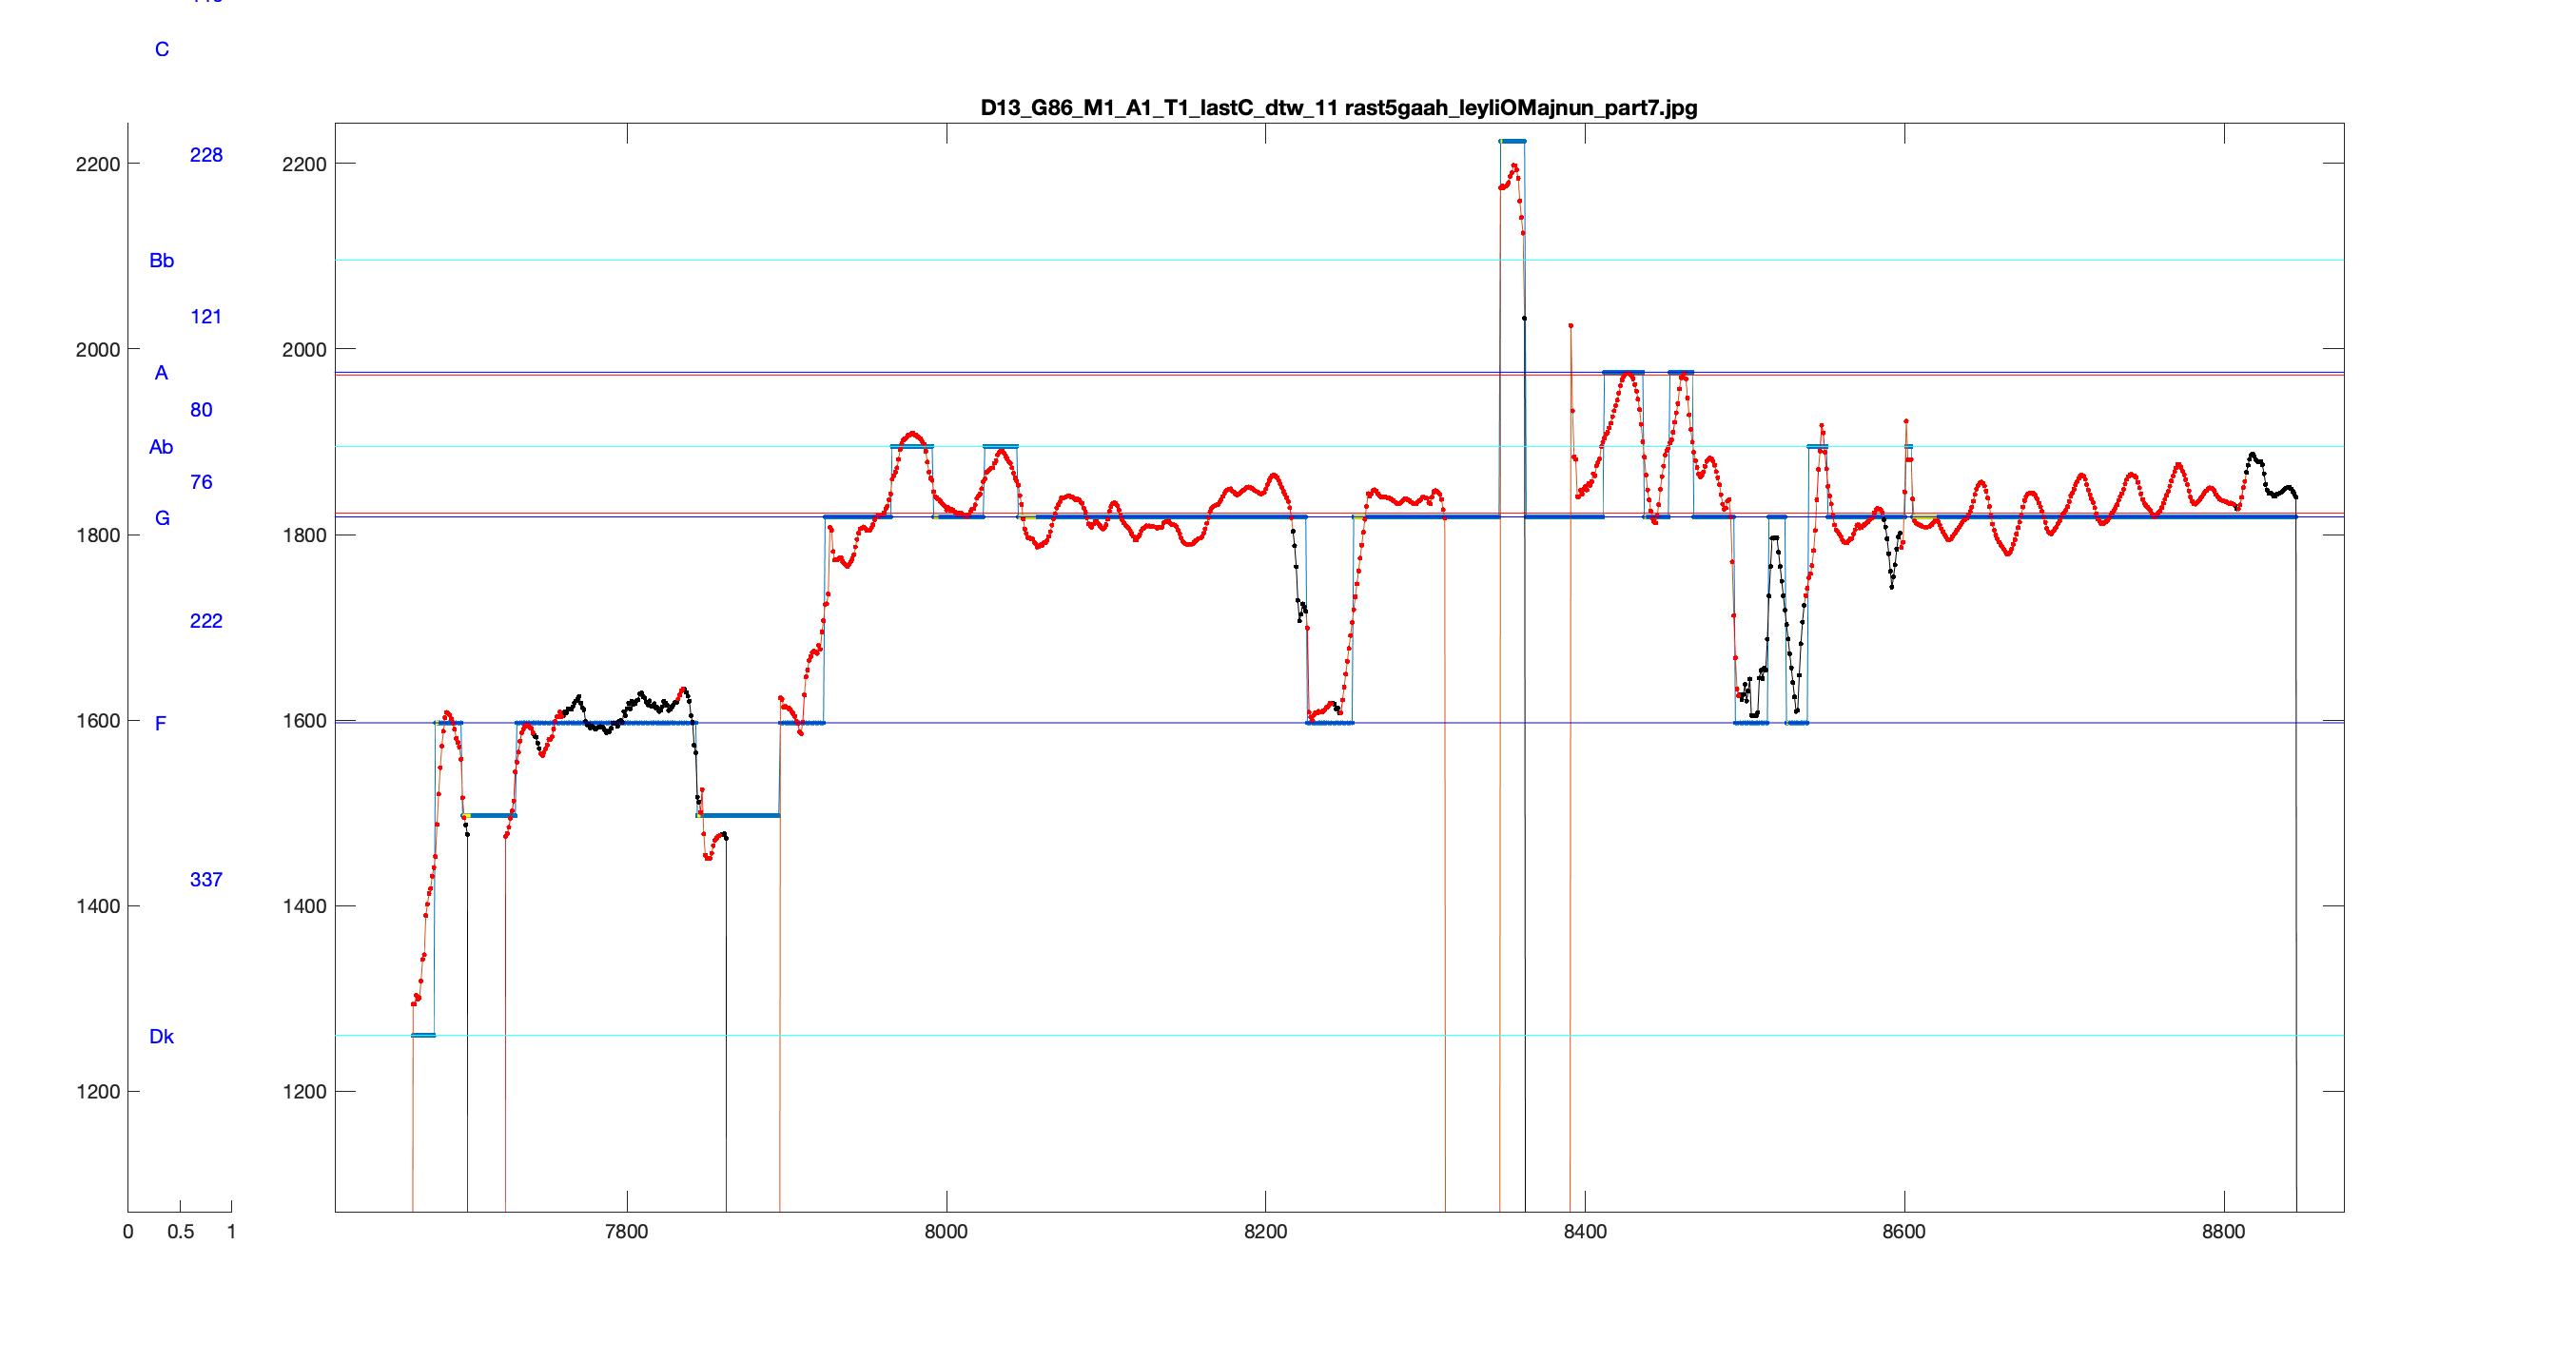 C
D13_G86_M1_A1_T1_lastC_dtw_11 rast5gaah_leyliOMajnun_part7.jpg
2200 228 2200
Bb
121
2000 2000
A
80
Ab
76
G
1800 1800
222
1600 F 1600
337
1400 1400
Dk
1200 1200
0 0.5 1 7800 8000 8200 8400 8600 8800